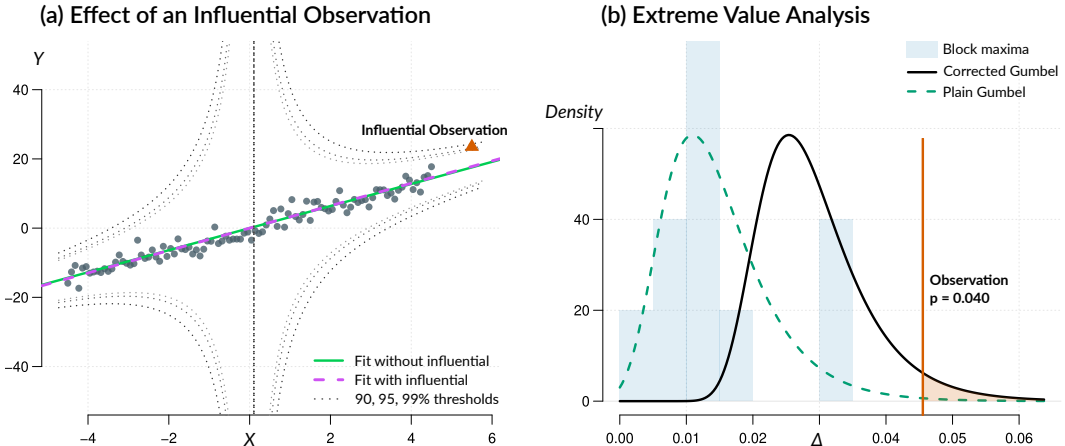 (a) Effect of an Influential Observation
Y
40
20
0
−20
−40
Influential Observation
Fit without influential
Fit with influential
90, 95, 99% thresholds
−4
−2
X
2
4
6
(b) Extreme Value Analysis
Block maxima
Corrected Gumbel
Plain Gumbel
Density
40
20
0
Observation
p = 0.040
0.00
0.01
0.02
Δ
0.04
0.05
0.06